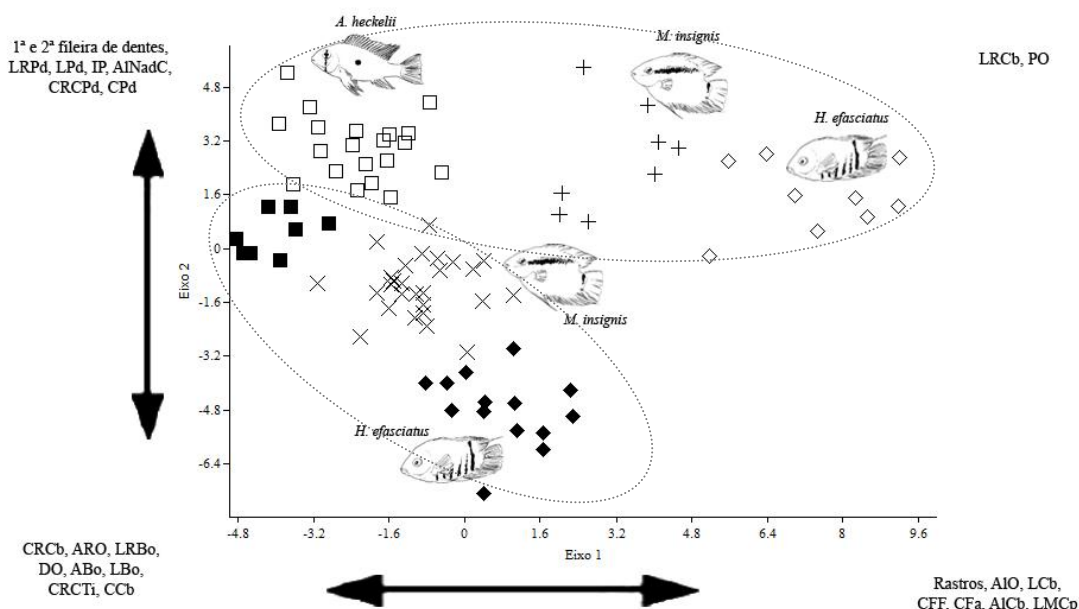 A. heckelii
M. insignis
1ª e 2ª fileira de dentes,
LRPd, LPd, IP, AlNadC,
CRCPd, CPd
LRCb, PO
H. efasciatus
4.8
3.2
1.6
0
-1.6
-3.2
-4.8
-6.4
Eixo 2
M. insignis
H. efasciatus
-4.8 -3.2 -1.6 0 1.6 3.2 4.8 6.4 8 9.6
Eixo 1
CRCb, ARO, LRBo,
DO, ABo, LBo,
CRCTi, CCb
Rastros, AlO, LCb,
CFF, CFa, AlCb, LMCp